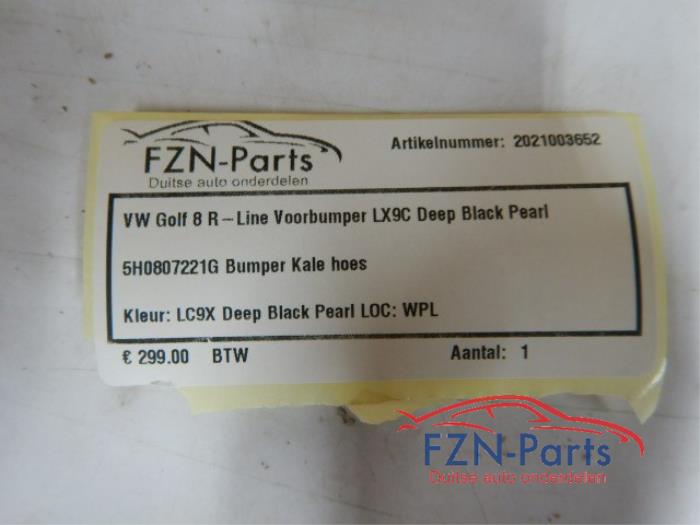 FZN-Parts
Duitse auto onderdelen
Artikelnummer: 2021003652
VW Golf 8 R-Line Voorbumper LX9C Deep Black Pearl
5H0807221G Bumper Kale hoes
Kleur: LC9X Deep Black Pearl LOC: WPL
€ 299.00 BTW Aantal: 1
FZN-Parts
Duitse auto onderdelen